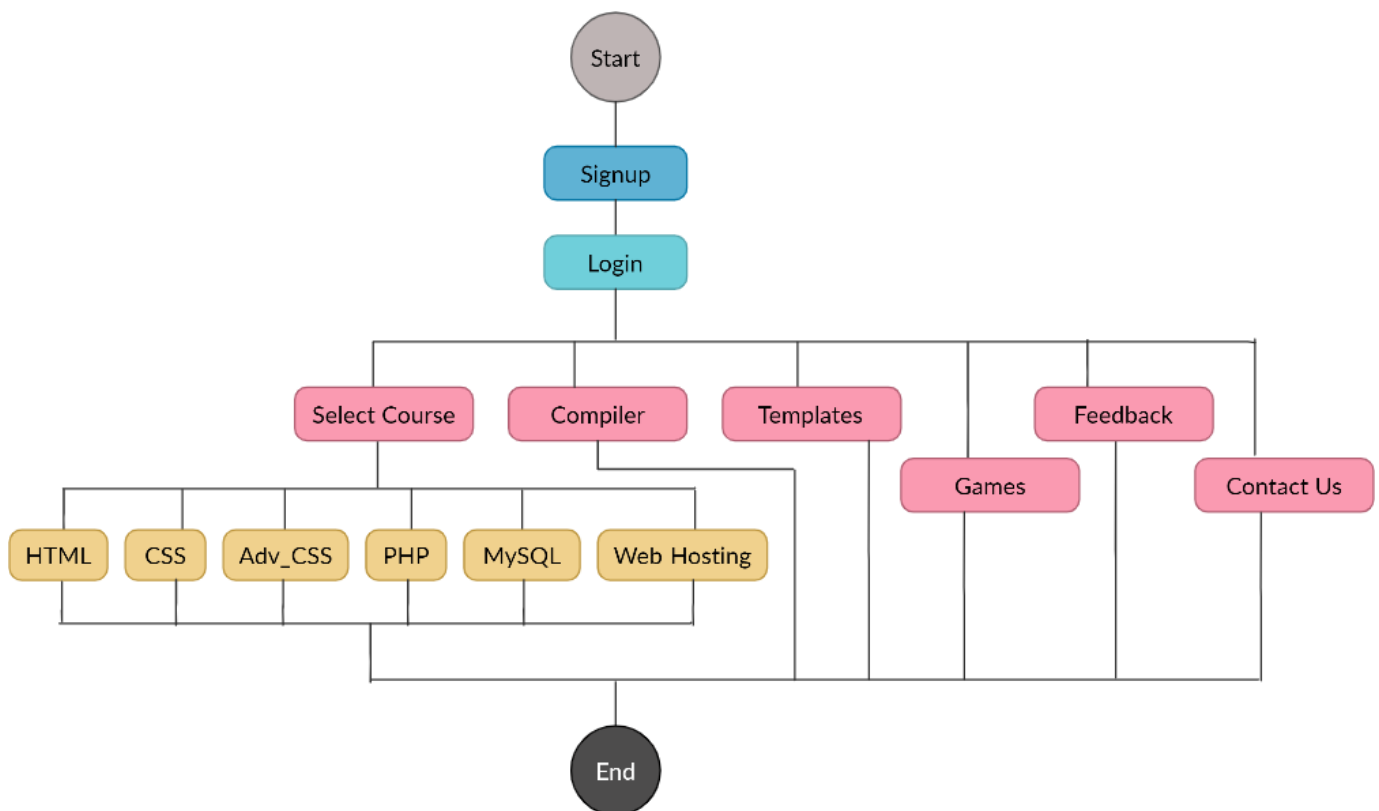 Start
Signup
Login
Select Course
Compiler
Templates
Feedback
Games
Contact Us
HTML
CSS
Adv_CSS
PHP
MySQL
Web Hosting
End